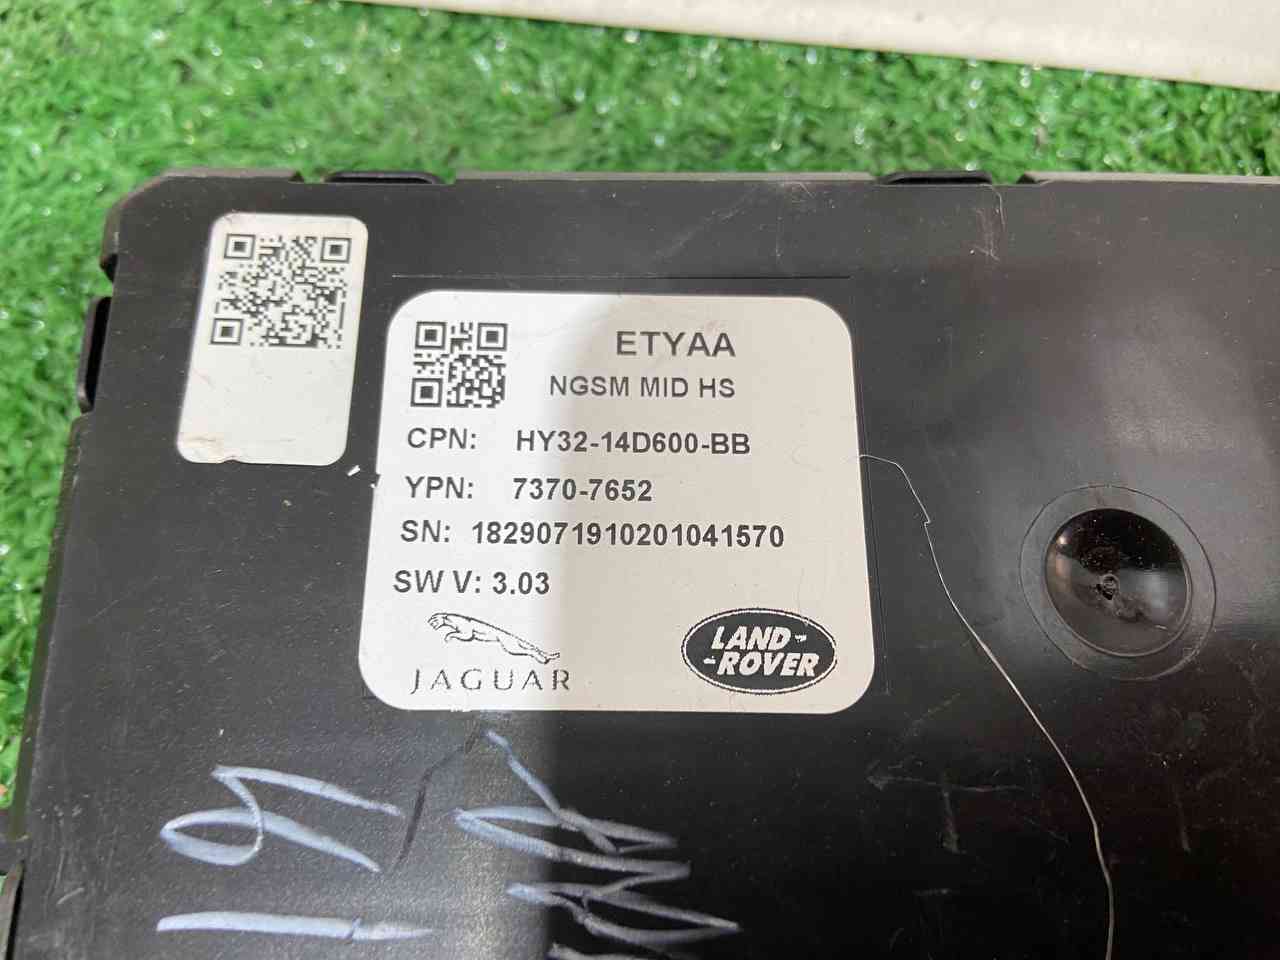 ETYAA
NGSM MID HS
CPN: HY32-14D600-BB
YPN: 7370-7652
SN: 1829071910201041570
SW V: 3.03
JAGUAR
LAND-
-ROVER